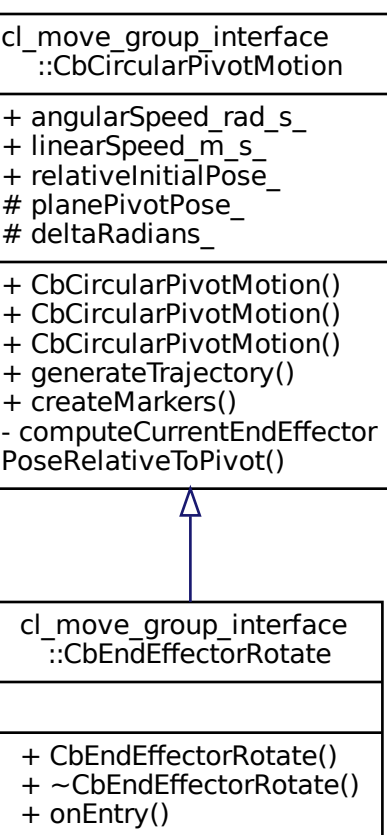 cl_move_group_interface
::CbCircularPivotMotion
+ angularSpeed_rad_s_
+ linearSpeed_m_s_
+ relativeInitialPose_
# planePivotPose_
# deltaRadians_
+ CbCircularPivotMotion()
+ CbCircularPivotMotion()
+ CbCircularPivotMotion()
+ generateTrajectory()
+ createMarkers()
- computeCurrentEndEffector
PoseRelativeToPivot()
cl_move_group_interface
::CbEndEffectorRotate
+ CbEndEffectorRotate()
+ ~CbEndEffectorRotate()
+ onEntry()